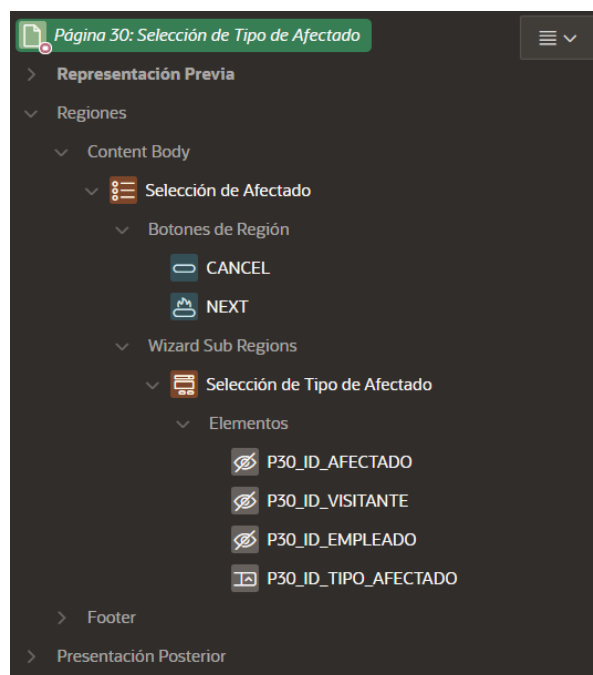 Página 30: Selección de Tipo de Afectado
Representación Previa
Regiones
Content Body
Selección de Afectado
Botones de Región
CANCEL
NEXT
Wizard Sub Regions
Selección de Tipo de Afectado
Elementos
P30_ID_AFECTADO
P30_ID_VISITANTE
P30_ID_EMPLEADO
P30_ID_TIPO_AFECTADO
Footer
Presentación Posterior